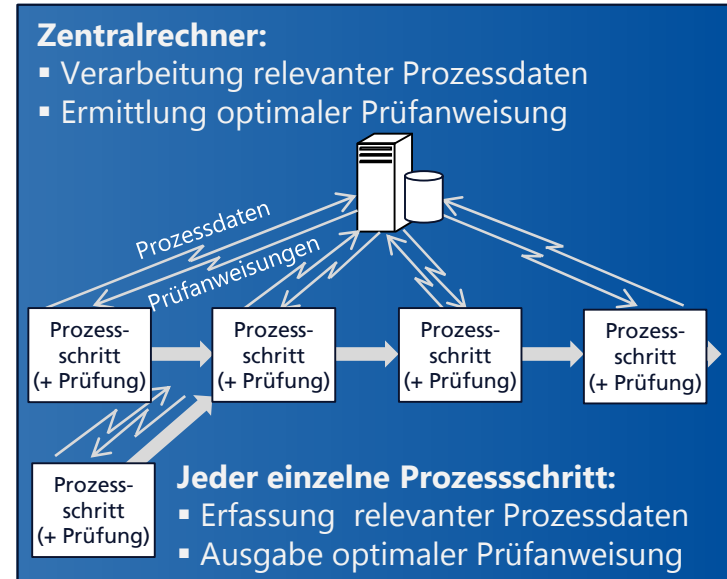 Zentralrechner:
▪ Verarbeitung relevanter Prozessdaten
▪ Ermittlung optimaler Prüfanweisung
Prozessdaten
Prüfanweisungen
Prozess-
schritt
(+ Prüfung)
Prozess-
schritt
(+ Prüfung)
Prozess-
schritt
(+ Prüfung)
Prozess-
schritt
(+ Prüfung)
Prozess-
schritt
(+ Prüfung)
Jeder einzelne Prozessschritt:
▪ Erfassung relevanter Prozessdaten
▪ Ausgabe optimaler Prüfanweisung